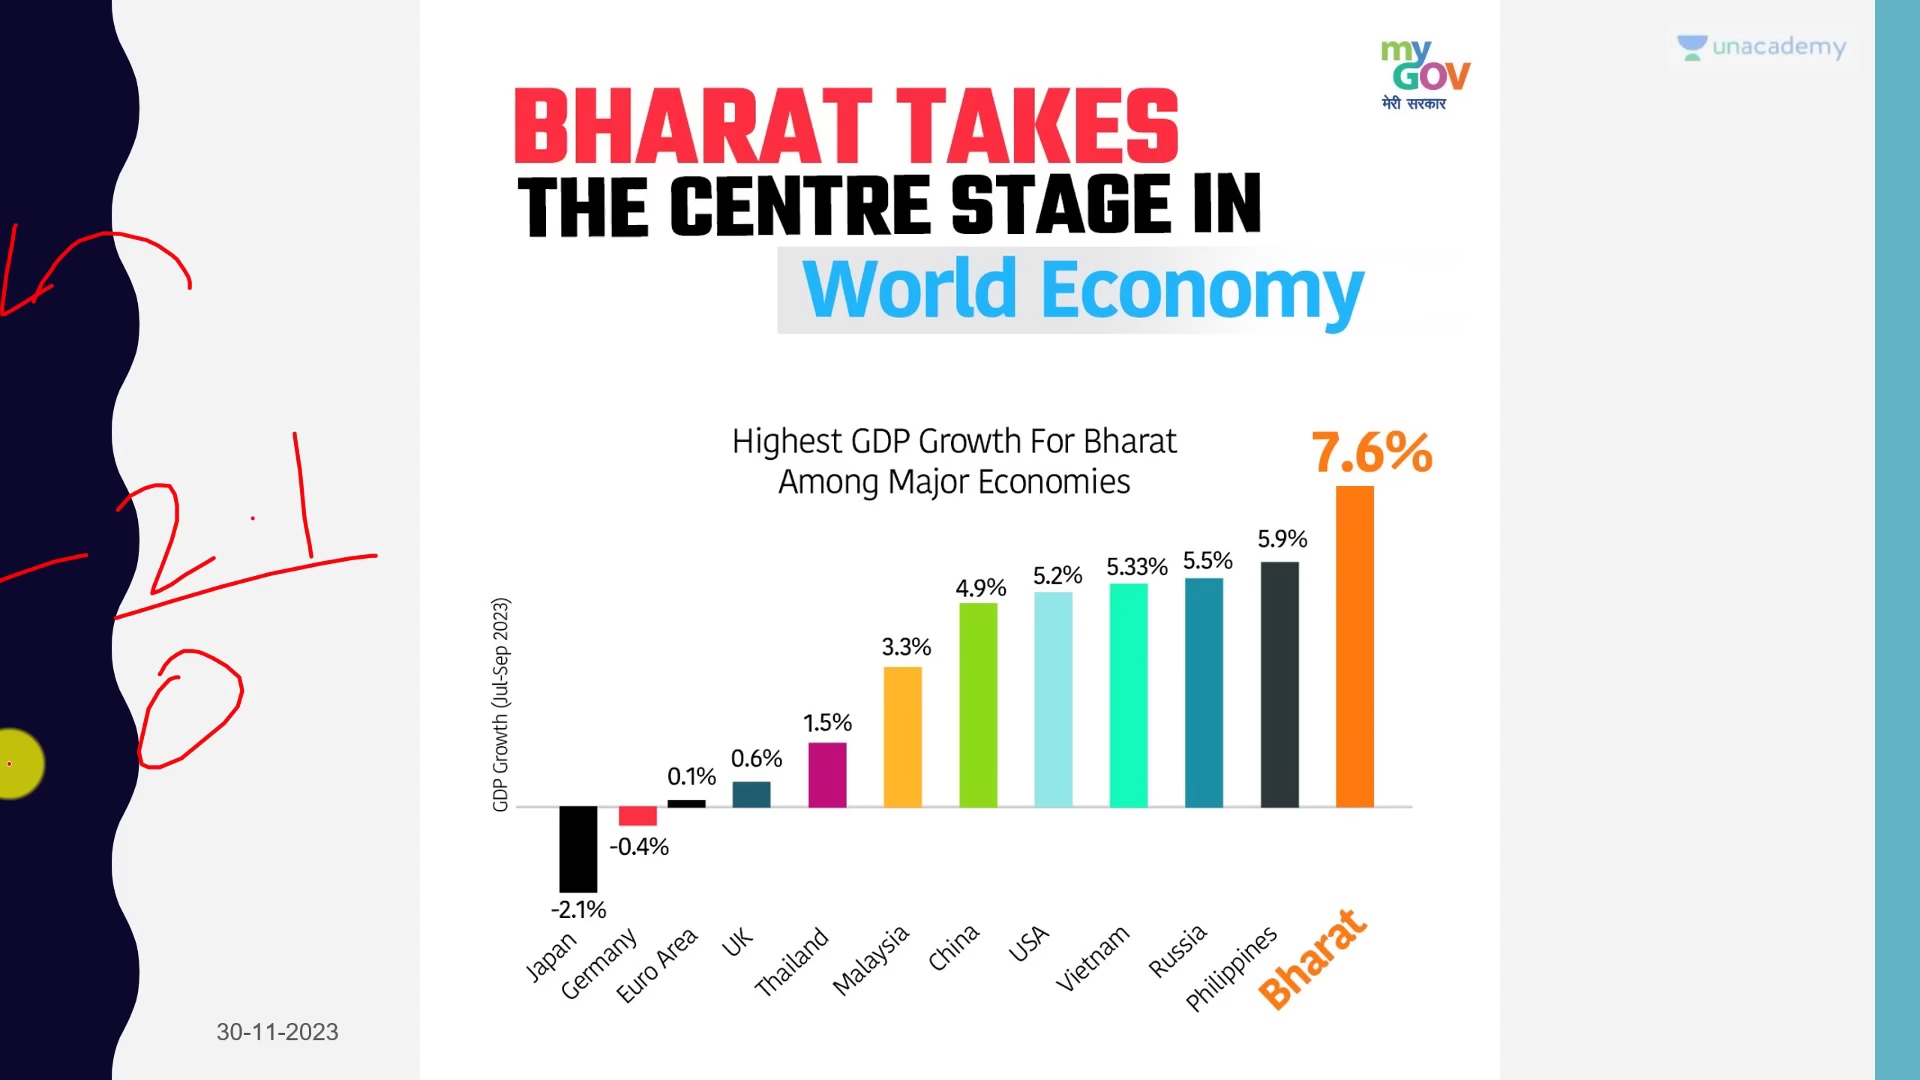 my
GOV
मेरी सरकार
unacademy
BHARAT TAKES
THE CENTRE STAGE IN
World Economy
Highest GDP Growth For Bharat
Among Major Economies
7.6%
5.9%
5.5%
5.33%
5.2%
4.9%
3.3%
1.5%
0.6%
0.1%
-0.4%
-2.1%
GDP Growth (Jul-Sep 2023)
Japan
Germany
Euro Area
UK
Thailand
Malaysia
China
USA
Vietnam
Russia
Philippines
Bharat
- 2.1
0
30-11-2023